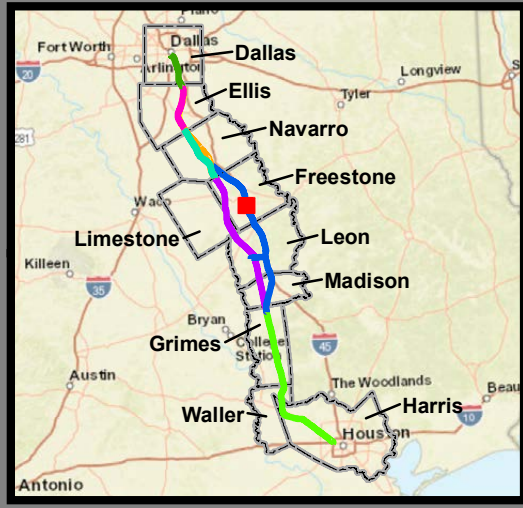 Plano
Fort Worth
Dallas
Dallas
Arlington
20
Longview
Ellis
Tyler
Navarro
281
Freestone
Waco
Limestone
Leon
Killeen
Madison
35
Bryan
College
Station
Grimes
45
Austin
The Woodlands
Beau
Harris
Waller
10
Houston
Antonio